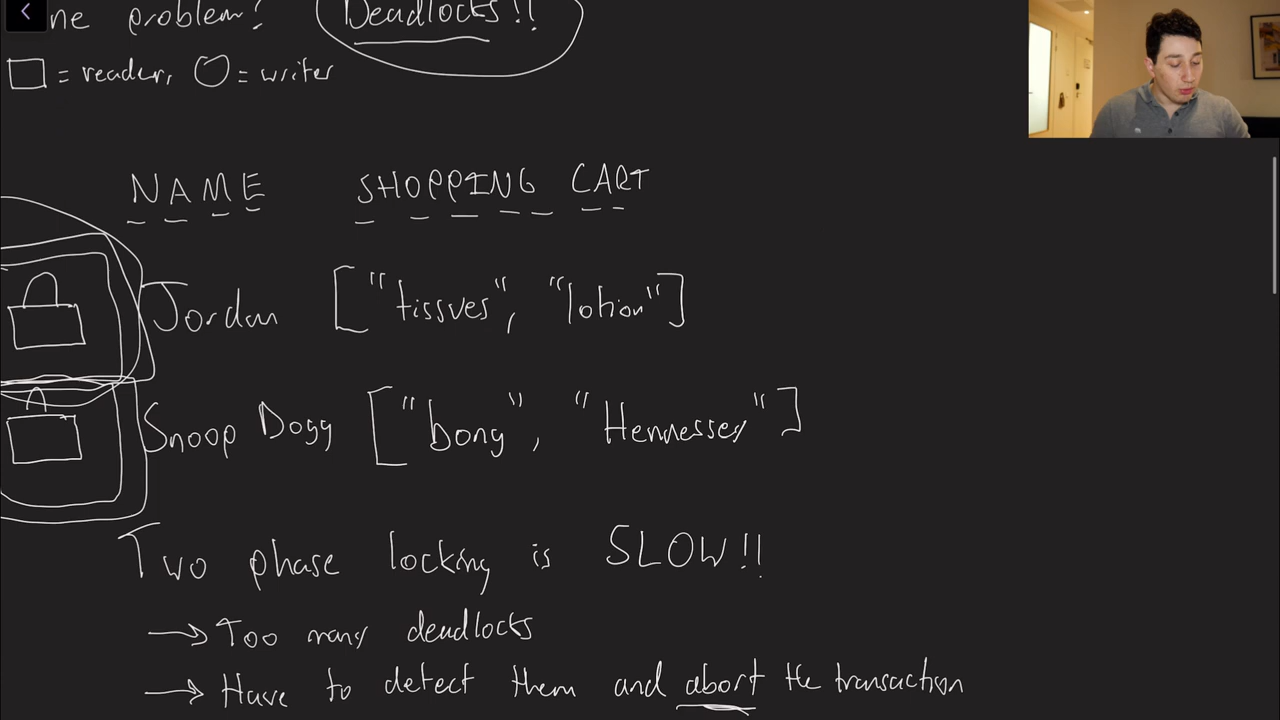 ne problem? Deadlocks!!
= reader, = writer
NAME SHOPPING CART
Jordan ["tissues", "lotion"]
Snoop Dogg ["bong", "Hennessey"]
Two phase locking is SLOW!!
→ Too many deadlocks
→ Have to detect them and abort the transaction